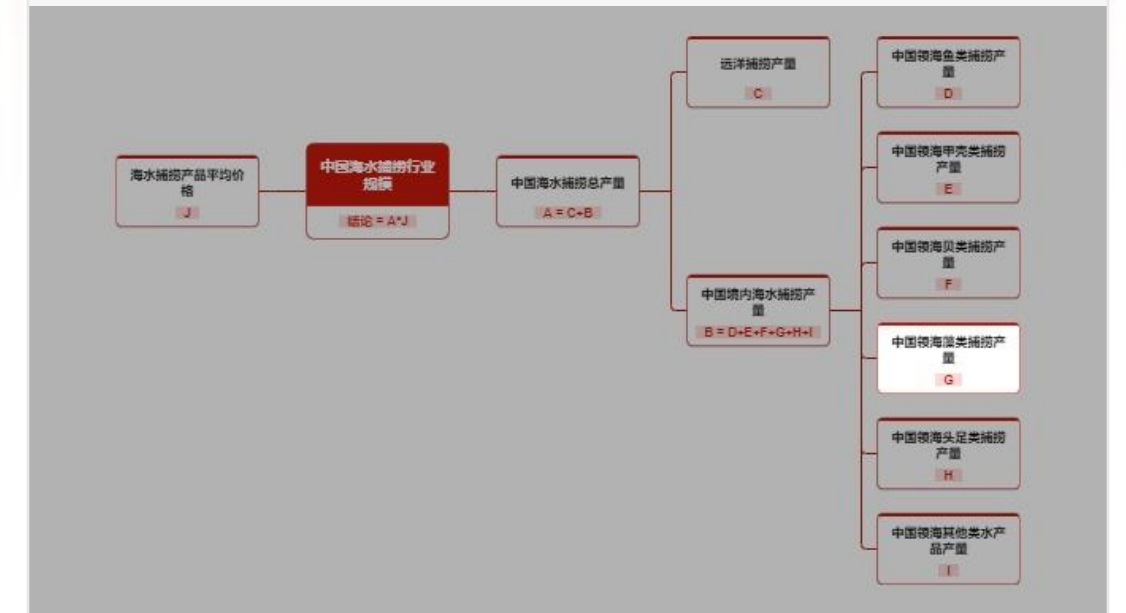 海水捕捞产品平均价
格
J
中国海水捕捞行业
规模
结论 = A*J
中国海水捕捞总产量
A = C+B
远洋捕捞产量
C
中国境内海水捕捞产
量
B = D+E+F+G+H+I
中国领海鱼类捕捞产
量
D
中国领海甲壳类捕捞
产量
E
中国领海贝类捕捞产
量
F
中国领海藻类捕捞产
量
G
中国领海头足类捕捞
产量
H
中国领海其他类水产
品产量
I